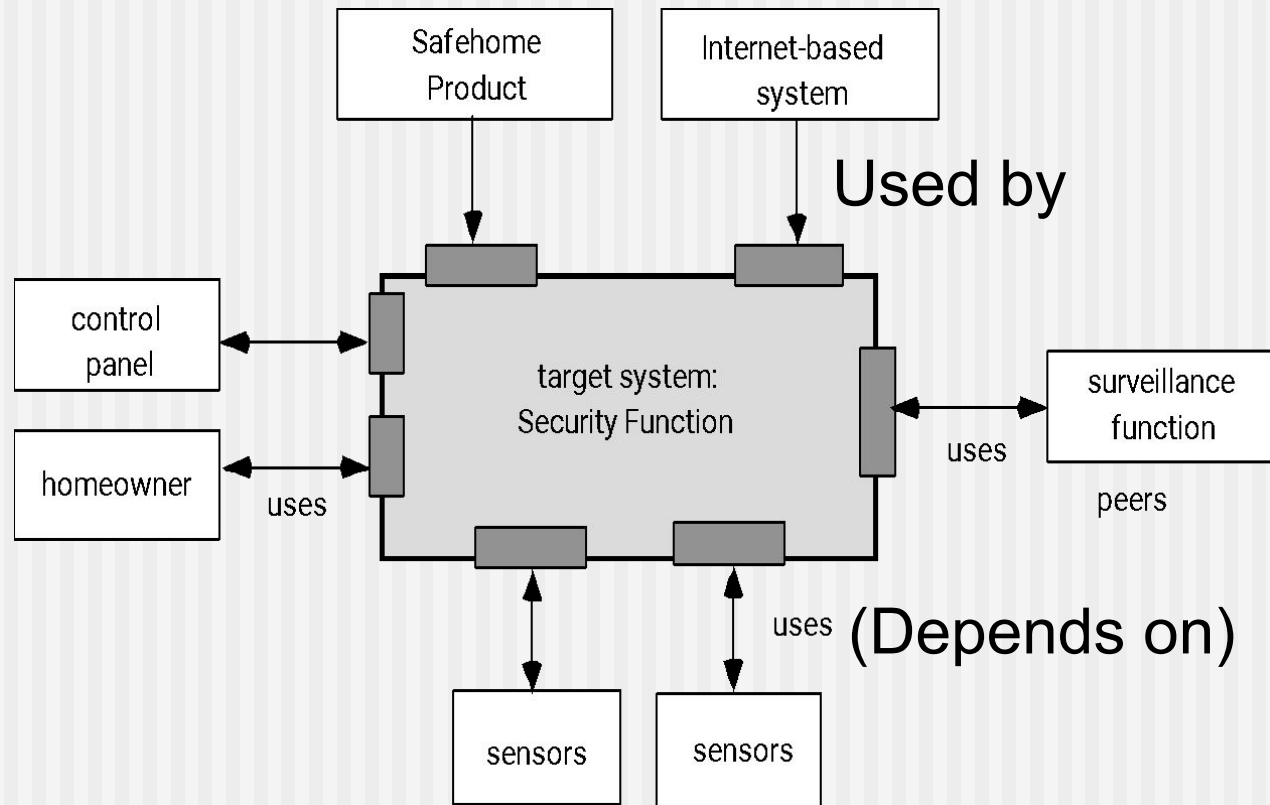 Safehome
Product
Internet-based
system
Used by
control
panel
target system:
Security Function
surveillance
function
homeowner
uses
uses
peers
uses
(Depends on)
sensors
sensors